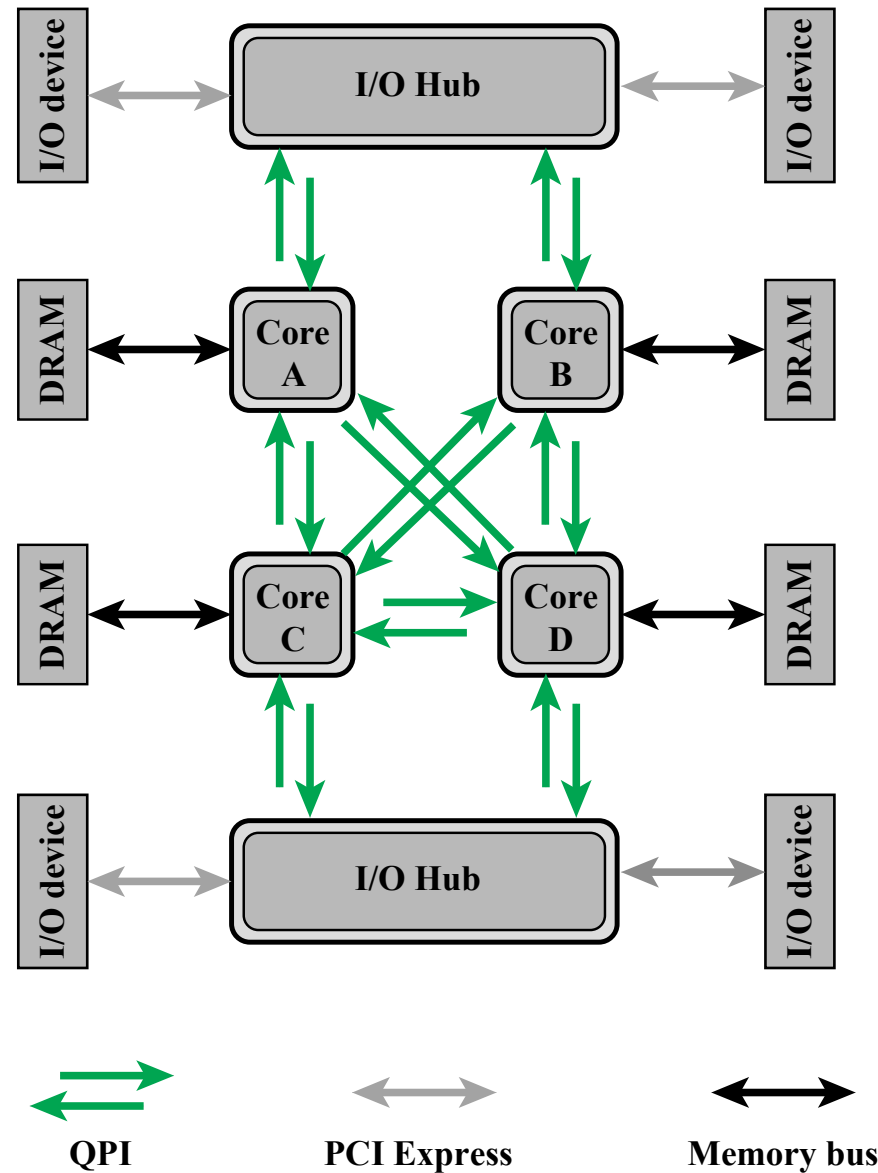 I/O device
I/O Hub
I/O device
DRAM
Core
A
Core
B
DRAM
DRAM
Core
C
Core
D
DRAM
I/O device
I/O Hub
I/O device
QPI
PCI Express
Memory bus